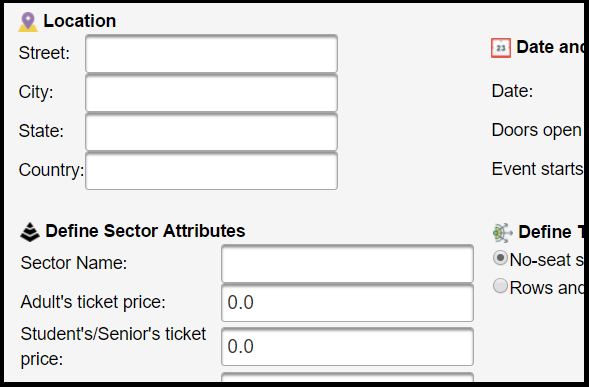 Location
Street:
City:
State:
Country:
23 Date and
Date:
Doors open
Event starts
Define Sector Attributes
Sector Name:
Adult's ticket price: 0.0
Student's/Senior's ticket
price: 0.0
Define T
No-seat s
Rows and